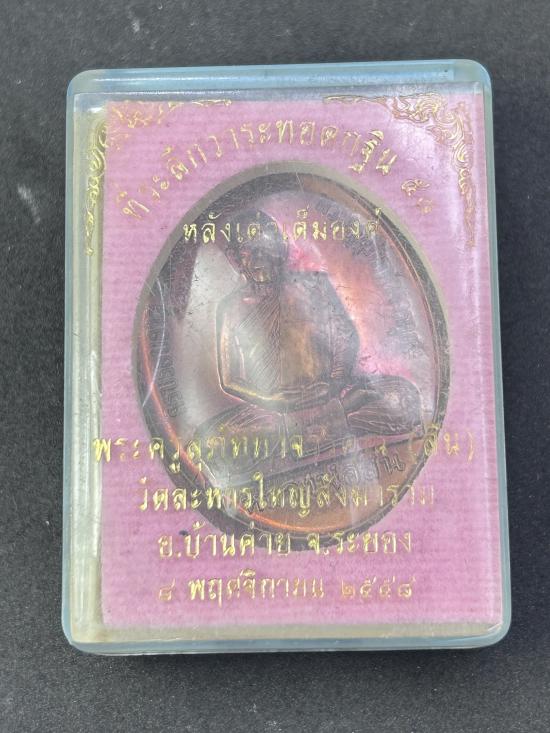 ที่ระลึกวาระทอดกฐิน ๕๘
หลังเต่าเต็มองค์
พระครู (สิน)
วัดละหารใหญ่สังฆาราม
อ.บ้านค่าย จ.ระยอง
๘ พฤศจิกายน ๒๕๕๘